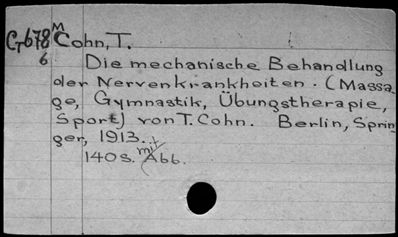 M
C₇678 Cohn, T.
6
Die mechanische Behandlung
der Nervenkrankheiten. (Massa
ge, Gymnastik, Übungstherapie,
Sport) von T. Cohn. Berlin, Sprin
ger, 1913.
140 S. mit Abb.